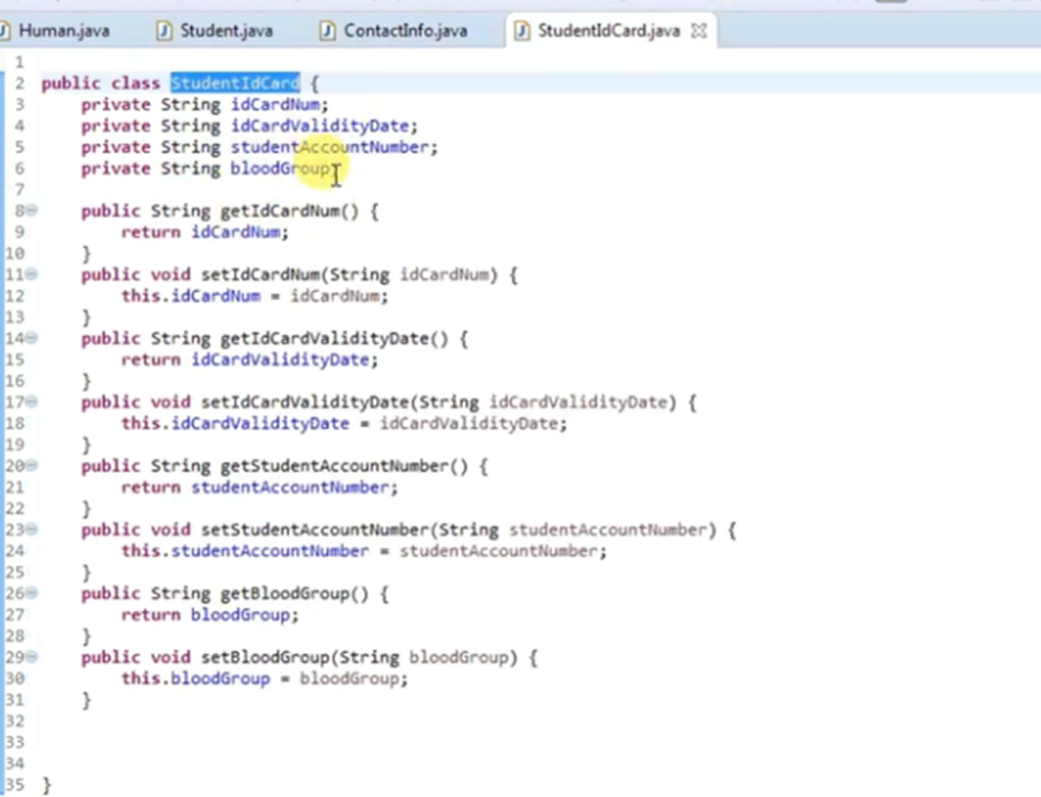 Human.java Student.java ContactInfo.java StudentIdCard.java
1
2 public class StudentIdCard {
3 private String idCardNum;
4 private String idCardValidityDate;
5 private String studentAccountNumber;
6 private String bloodGroup;
7
8 public String getIdCardNum() {
9 return idCardNum;
10 }
11 public void setIdCardNum(String idCardNum) {
12 this.idCardNum = idCardNum;
13 }
14 public String getIdCardValidityDate() {
15 return idCardValidityDate;
16 }
17 public void setIdCardValidityDate(String idCardValidityDate) {
18 this.idCardValidityDate = idCardValidityDate;
19 }
20 public String getStudentAccountNumber() {
21 return studentAccountNumber;
22 }
23 public void setStudentAccountNumber(String studentAccountNumber) {
24 this.studentAccountNumber = studentAccountNumber;
25 }
26 public String getBloodGroup() {
27 return bloodGroup;
28 }
29 public void setBloodGroup(String bloodGroup) {
30 this.bloodGroup = bloodGroup;
31 }
32
33
34
35 }